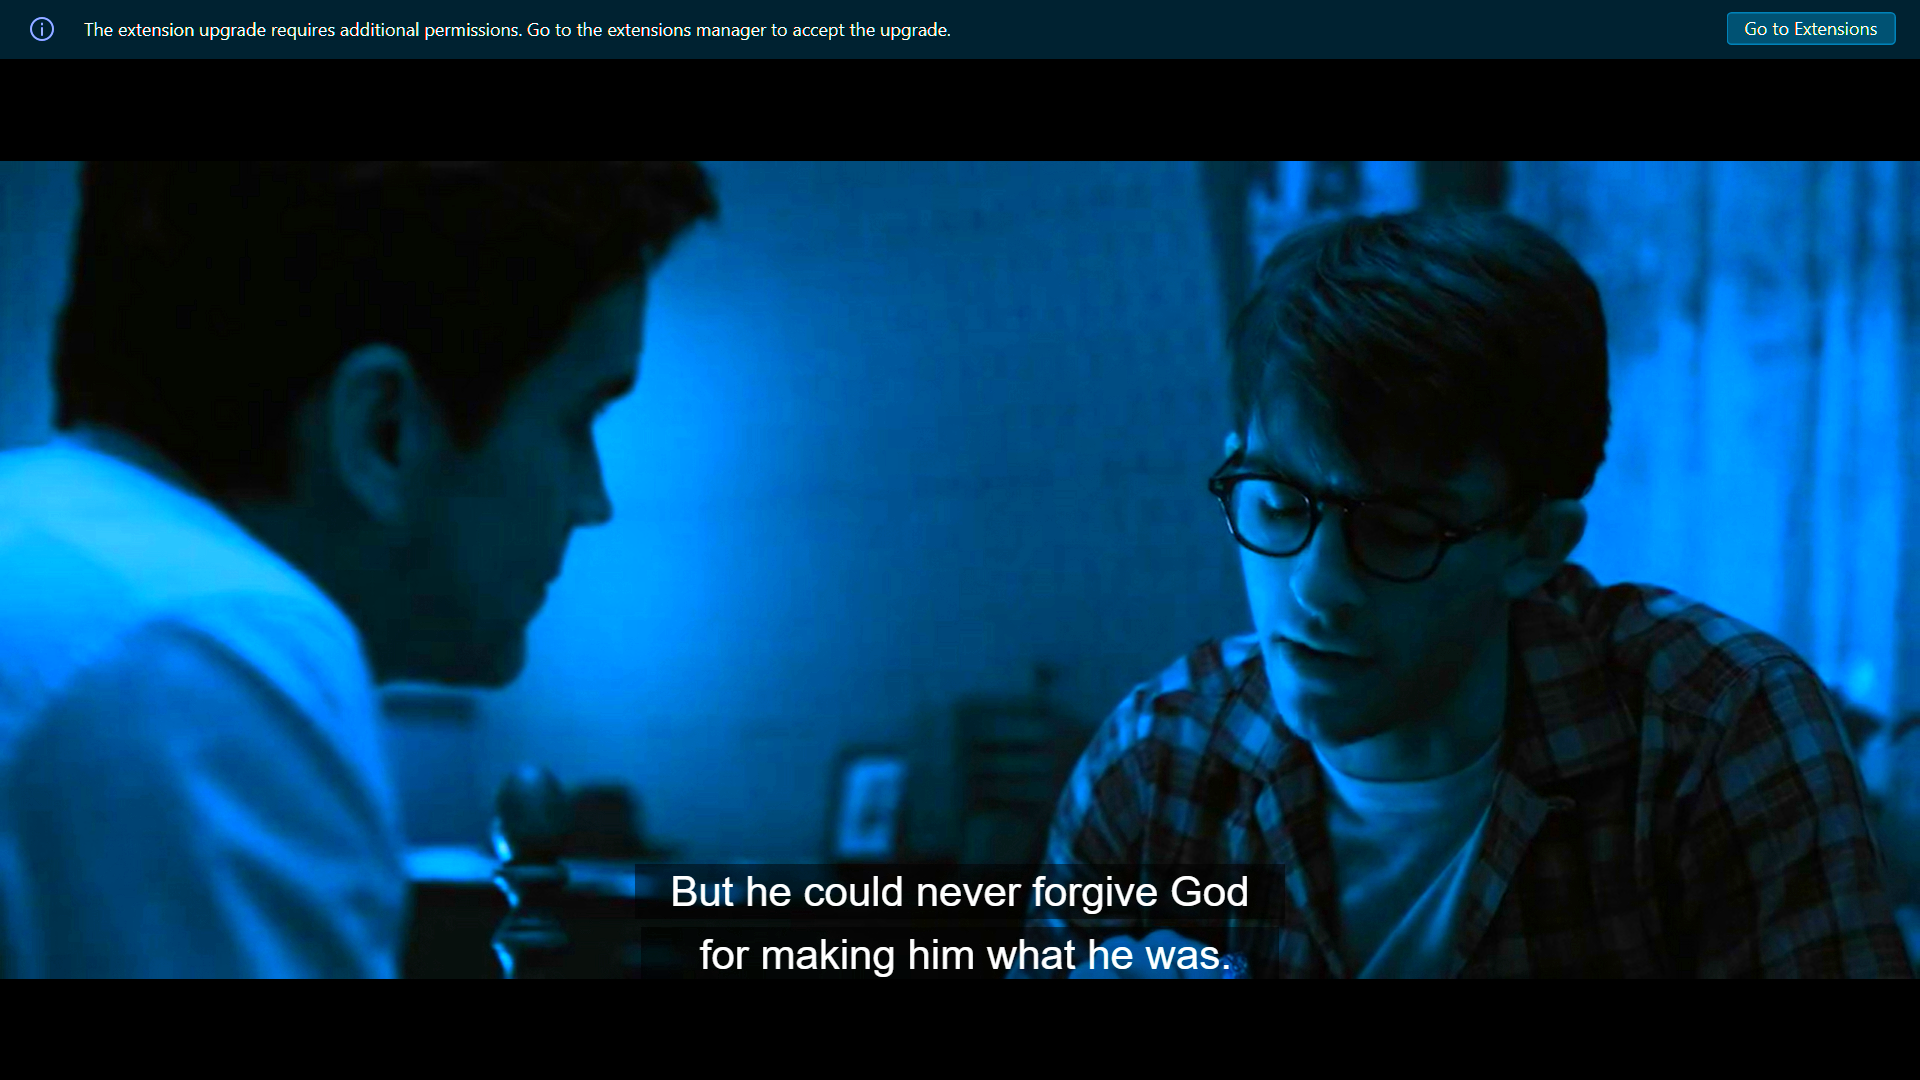 The extension upgrade requires additional permissions. Go to the extensions manager to accept the upgrade.
Go to Extensions
But he could never forgive God
for making him what he was.